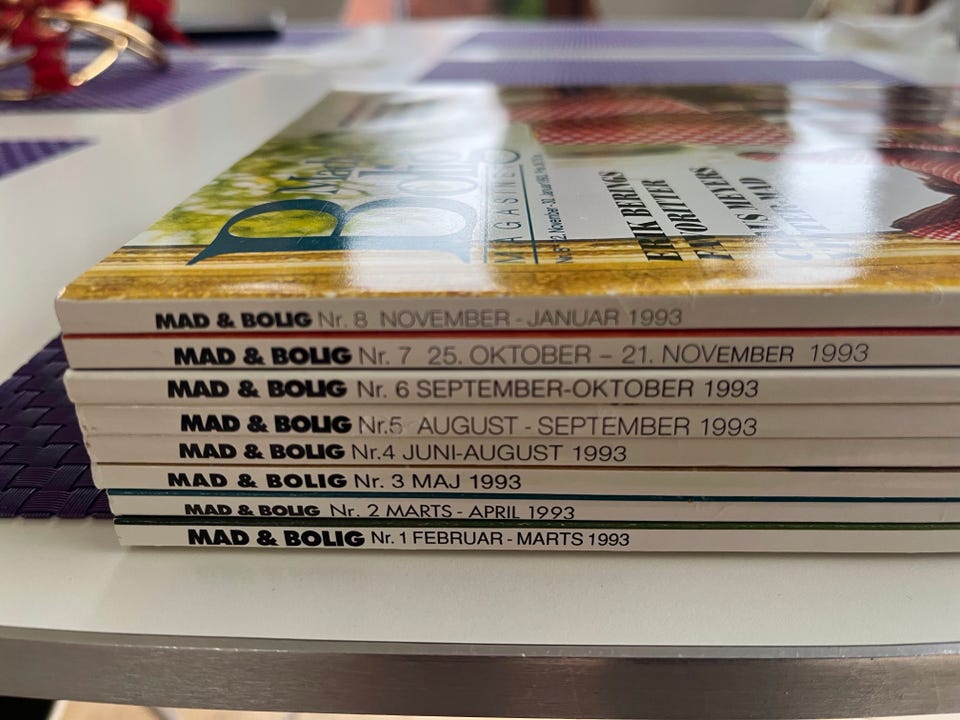 Mad &
Bolig
MAGASINET
ERIK BERNGS
FAVORITTER
MAD & BOLIG Nr. 8 NOVEMBER - JANUAR 1993
MAD & BOLIG Nr. 7 25. OKTOBER – 21. NOVEMBER 1993
MAD & BOLIG Nr. 6 SEPTEMBER-OKTOBER 1993
MAD & BOLIG Nr.5 AUGUST - SEPTEMBER 1993
MAD & BOLIG Nr.4 JUNI-AUGUST 1993
MAD & BOLIG Nr. 3 MAJ 1993
MAD & BOLIG Nr. 2 MARTS - APRIL 1993
MAD & BOLIG Nr. 1 FEBRUAR - MARTS 1993